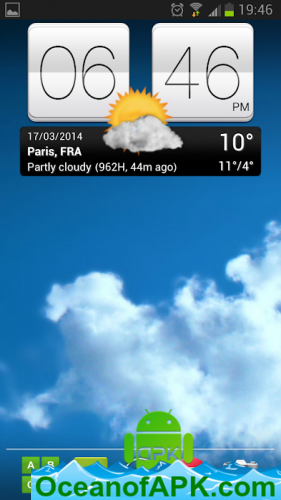 19:46
06 46
PM
17/03/2014
10°
Paris, FRA
Partly cloudy (962H, 44m ago)
11°/4°
APK
A B
OceanofAPK.com